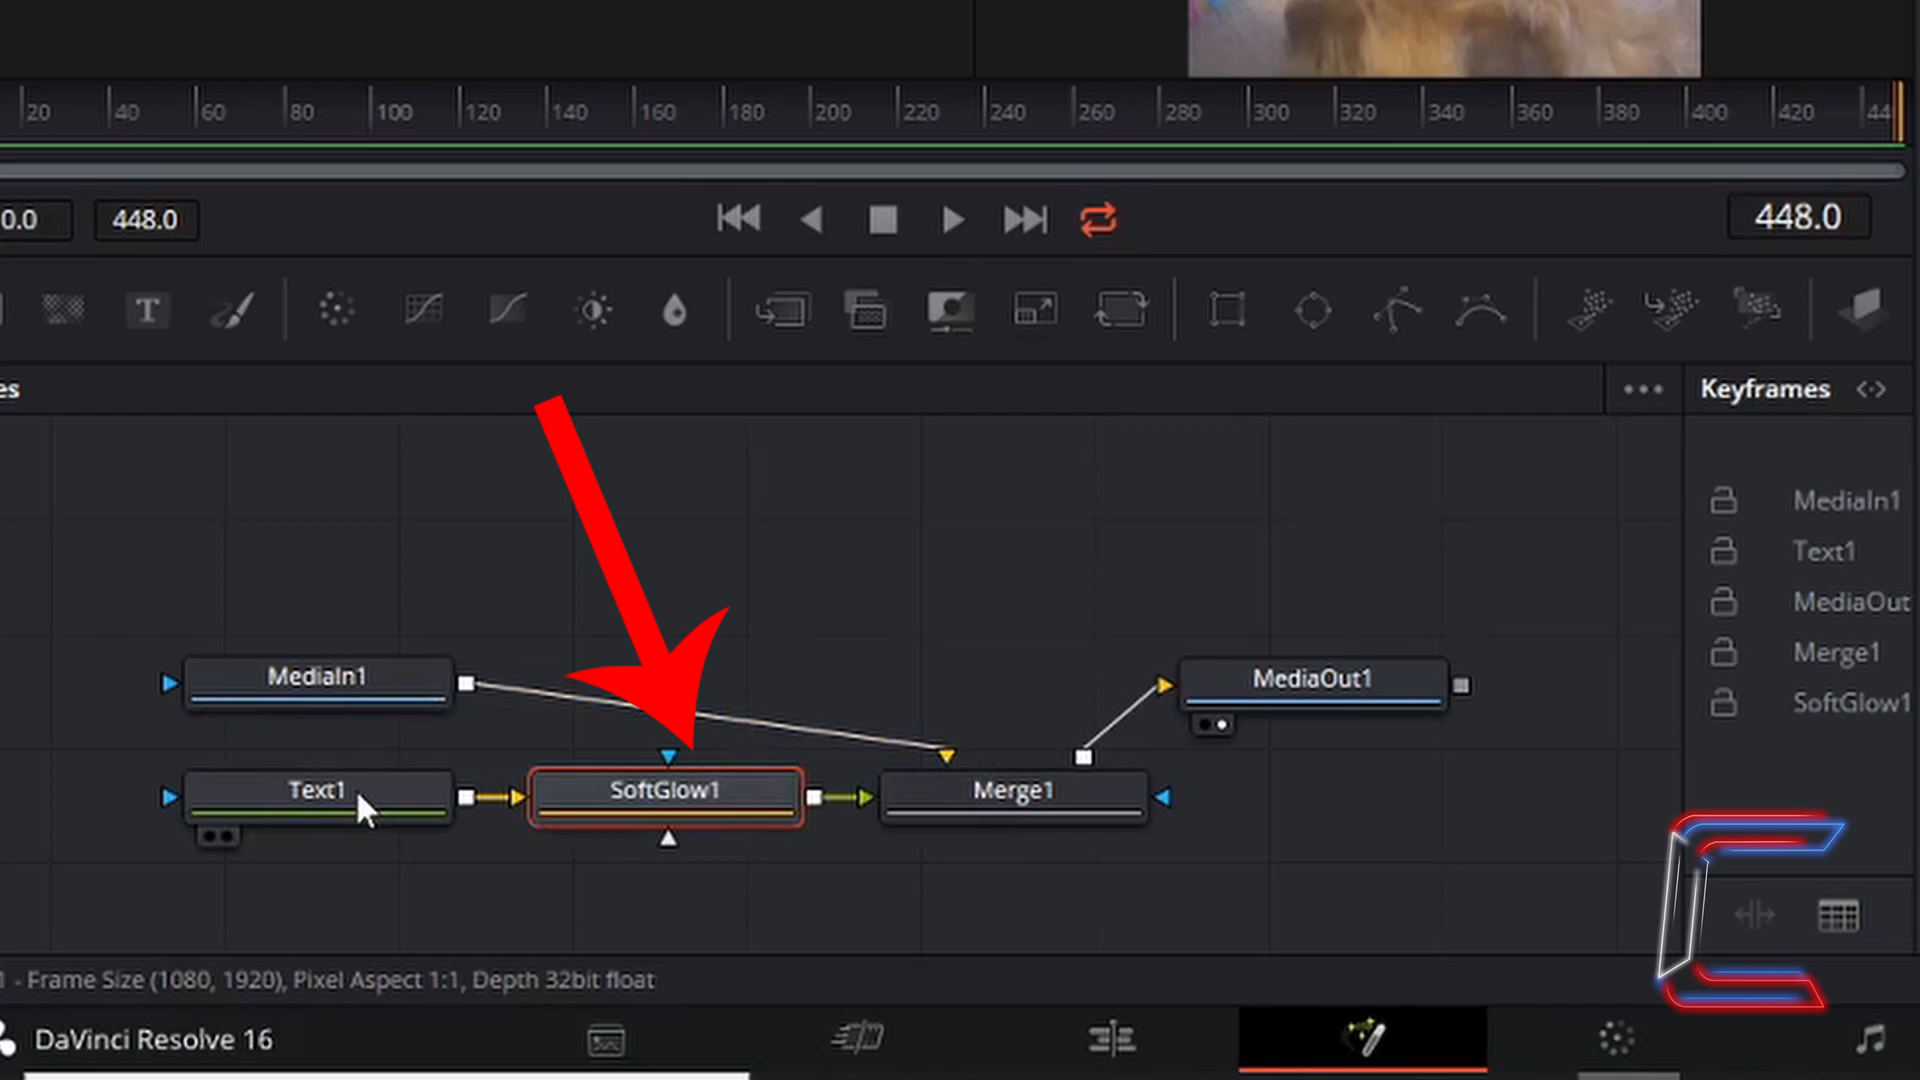 20 40 60 80 100 120 140 160 180 200 220 240 260 280 300 320 340 360 380 400 420 44
0.0 448.0 448.0
T
es Keyframes
MediaIn1
Text1
MediaOut
Merge1
SoftGlow1
MediaIn1 MediaOut1
Text1 SoftGlow1 Merge1
1 - Frame Size (1080, 1920), Pixel Aspect 1:1, Depth 32bit float
DaVinci Resolve 16